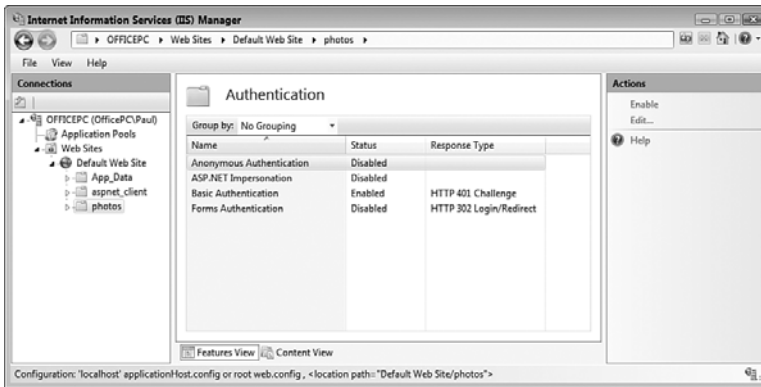 Internet Information Services (IIS) Manager
OFFICEPC Web Sites Default Web Site photos
File View Help
Connections
OFFICEPC (OfficePC\Paul)
Application Pools
Web Sites
Default Web Site
App_Data
aspnet_client
photos
Authentication
Group by: No Grouping
Name Status Response Type
Anonymous Authentication Disabled
ASP.NET Impersonation Disabled
Basic Authentication Enabled HTTP 401 Challenge
Forms Authentication Disabled HTTP 302 Login/Redirect
Features View Content View
Actions
Enable
Edit...
Help
Configuration: 'localhost' applicationHost.config or root web.config , <location path="Default Web Site/photos">